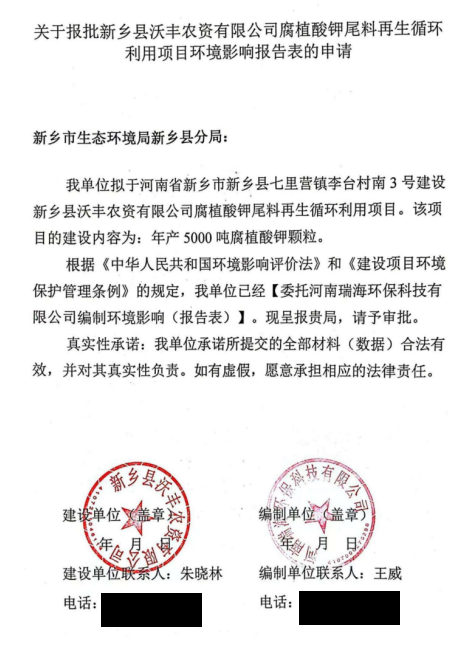 关于报批新乡县沃丰农资有限公司腐植酸钾尾料再生循环
利用项目环境影响报告表的申请
新乡市生态环境局新乡县分局：
我单位拟于河南省新乡市新乡县七里营镇李台村南 3 号建设
新乡县沃丰农资有限公司腐植酸钾尾料再生循环利用项目。该项
目的建设内容为：年产 5000 吨腐植酸钾颗粒。
根据《中华人民共和国环境影响评价法》和《建设项目环境
保护管理条例》的规定，我单位已经【委托河南瑞海环保科技有
限公司编制环境影响（报告表）】。现呈报贵局，请予审批。
真实性承诺：我单位承诺所提交的全部材料（数据）合法有
效，并对其真实性负责。如有虚假，愿意承担相应的法律责任。
新乡县沃丰农资有限公司
河南瑞海环保科技有限公司
建设单位（盖章） 编制单位（盖章）
年 月 日 年 月 日
建设单位联系人：朱晓林 编制单位联系人：王威
电话： 电话：